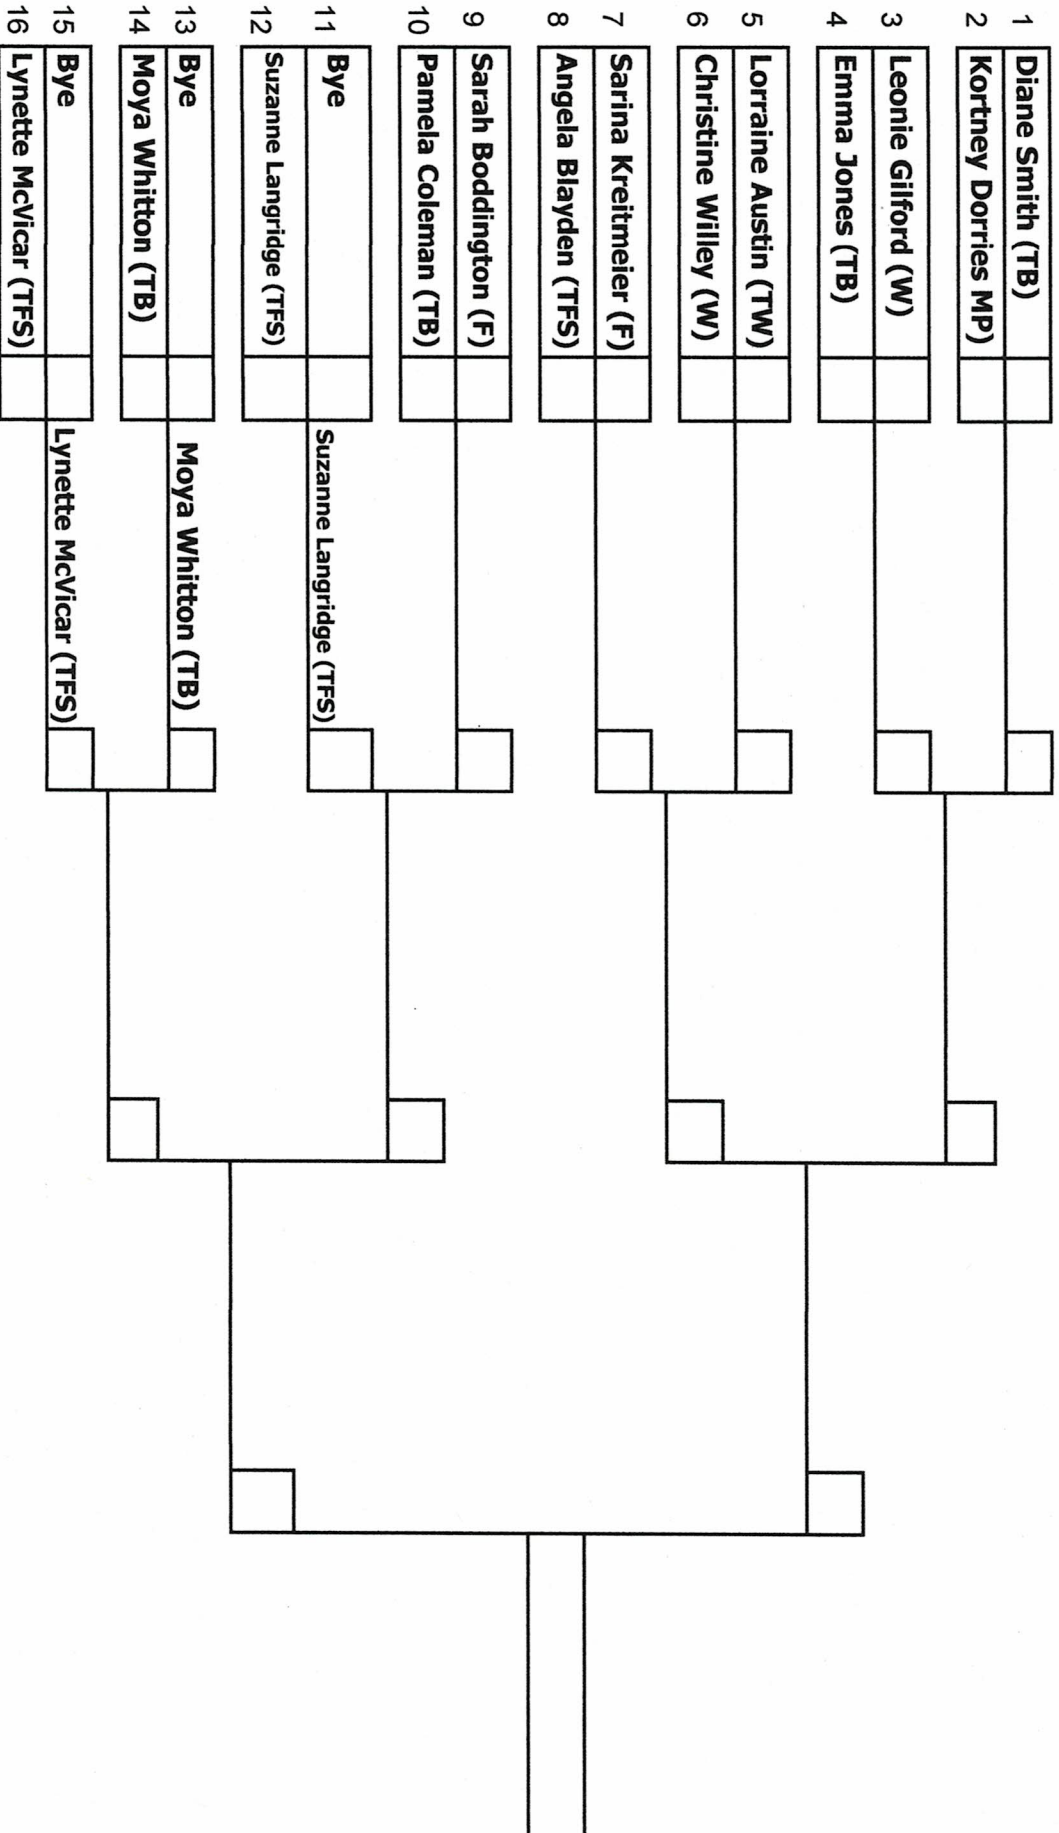 1 Diane Smith (TB)
2 Kortney Dorries MP)
3 Leonie Gilford (W)
4 Emma Jones (TB)
5 Lorraine Austin (TW)
6 Christine Willey (W)
7 Sarina Kreitmeier (F)
8 Angela Blayden (TFS)
9 Sarah Boddington (F)
10 Pamela Coleman (TB)
11 Bye
12 Suzanne Langridge (TFS)
13 Bye
14 Moya Whitton (TB)
15 Bye
16 Lynette McVicar (TFS)
Suzanne Langridge (TFS)
Moya Whitton (TB)
Lynette McVicar (TFS)